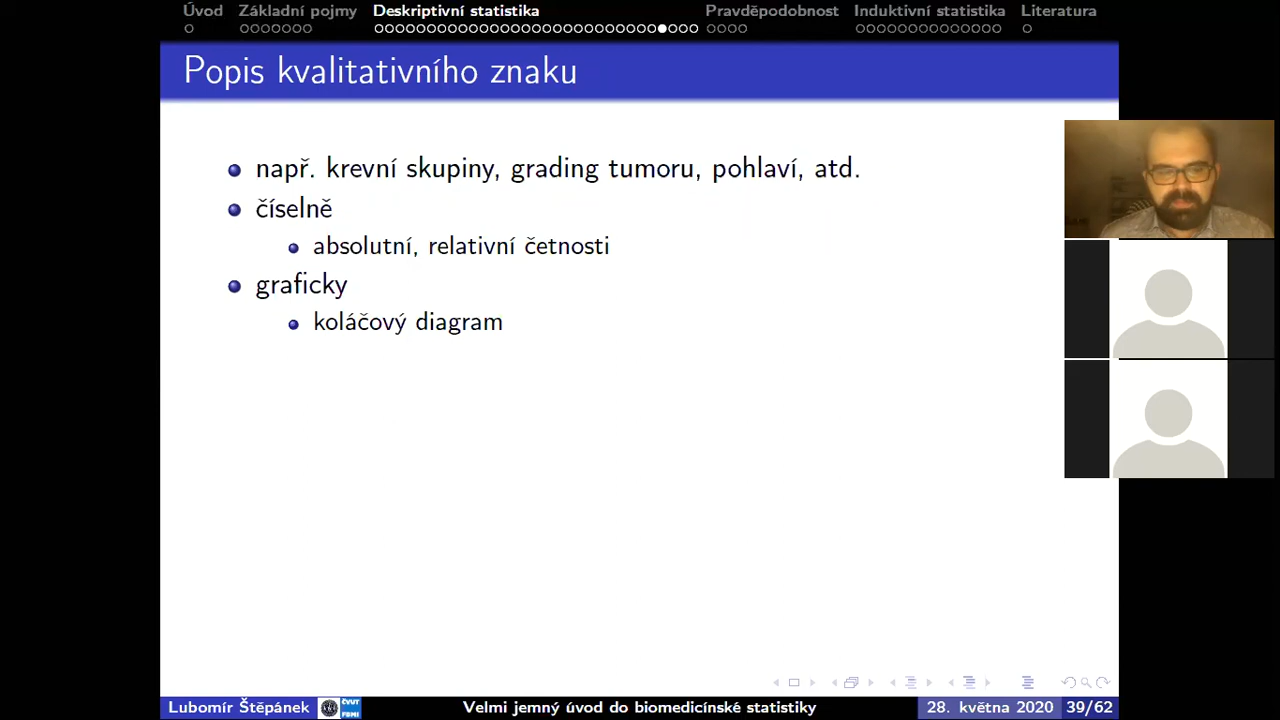 Úvod Základní pojmy Deskriptivní statistika Pravděpodobnost Induktivní statistika Literatura
Popis kvalitativního znaku
např. krevní skupiny, grading tumoru, pohlaví, atd.
číselně
absolutní, relativní četnosti
graficky
koláčový diagram
Lubomír Štěpánek ČVUT FBMI Velmi jemný úvod do biomedicínské statistiky 28. května 2020 39/62